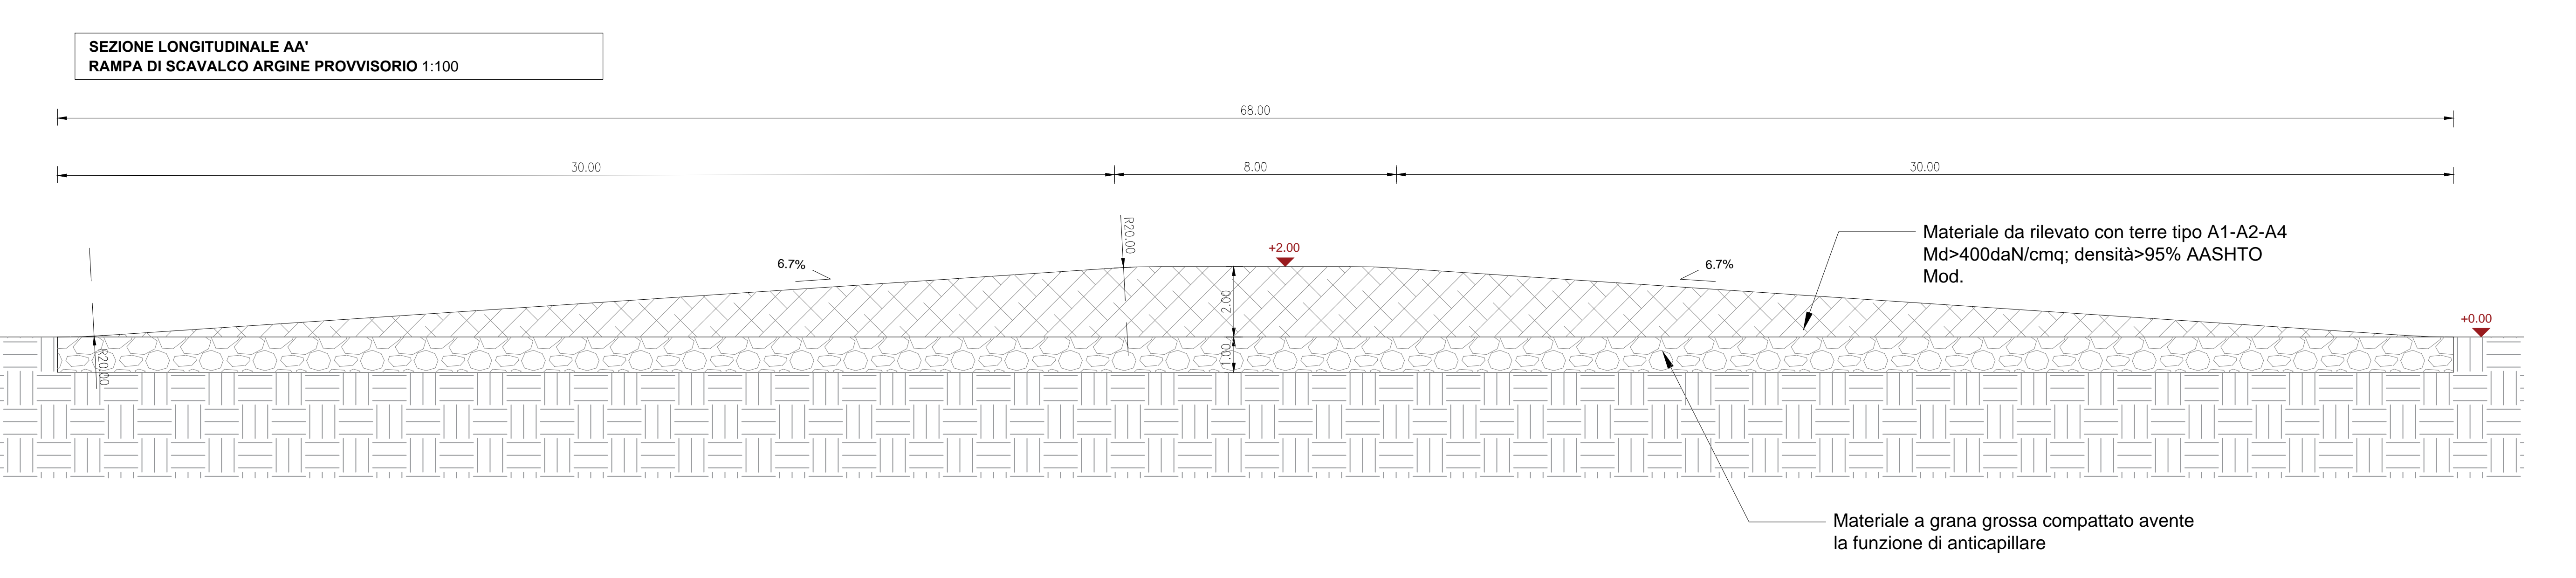 SEZIONE LONGITUDINALE AA'
RAMPA DI SCAVALCO ARGINE PROVVISORIO 1:100
68.00
30.00
8.00
30.00
R20.00
+2.00
6.7%
6.7%
Materiale da rilevato con terre tipo A1-A2-A4
Md>400daN/cmq; densità>95% AASHTO
Mod.
2.00
+0.00
R20.00
1.00
Materiale a grana grossa compattato avente
la funzione di anticapillare